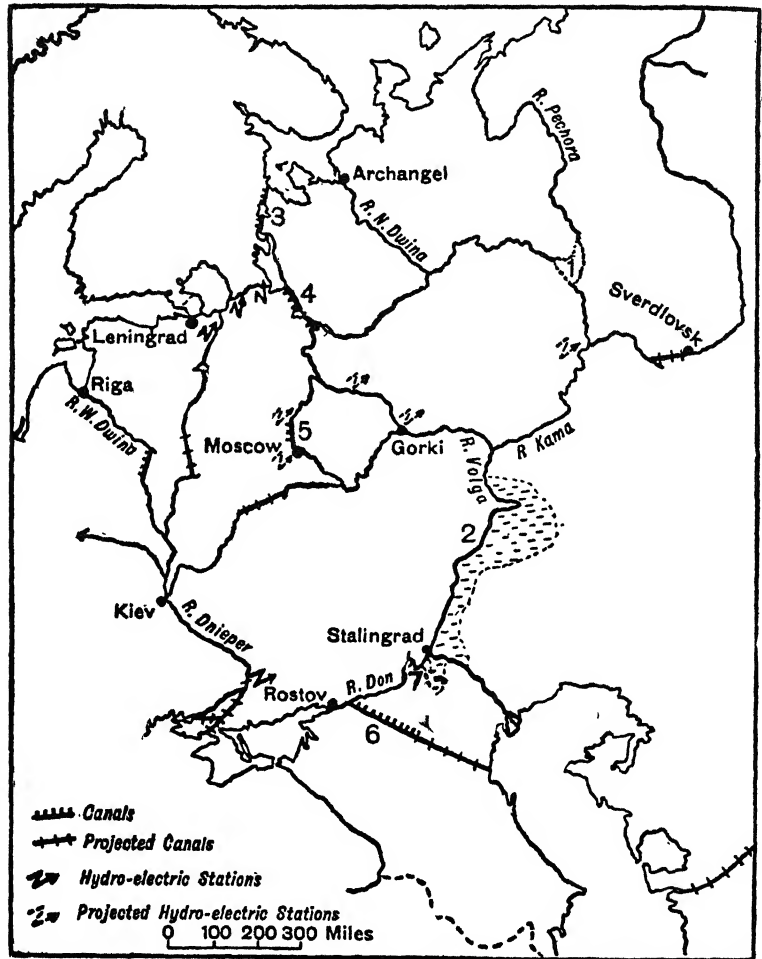 R. Pechora
Archangel
R. N. Dwina
3
1
4
Sverdlovsk
Leningrad
Riga
R. W. Dwina
Moscow
5
Gorki
R. Volga
R Kama
2
Kiev
R. Dnieper
Stalingrad
Rostov
R. Don
7
6
Canals
Projected Canals
Hydro-electric Stations
Projected Hydro-electric Stations
0 100 200 300 Miles